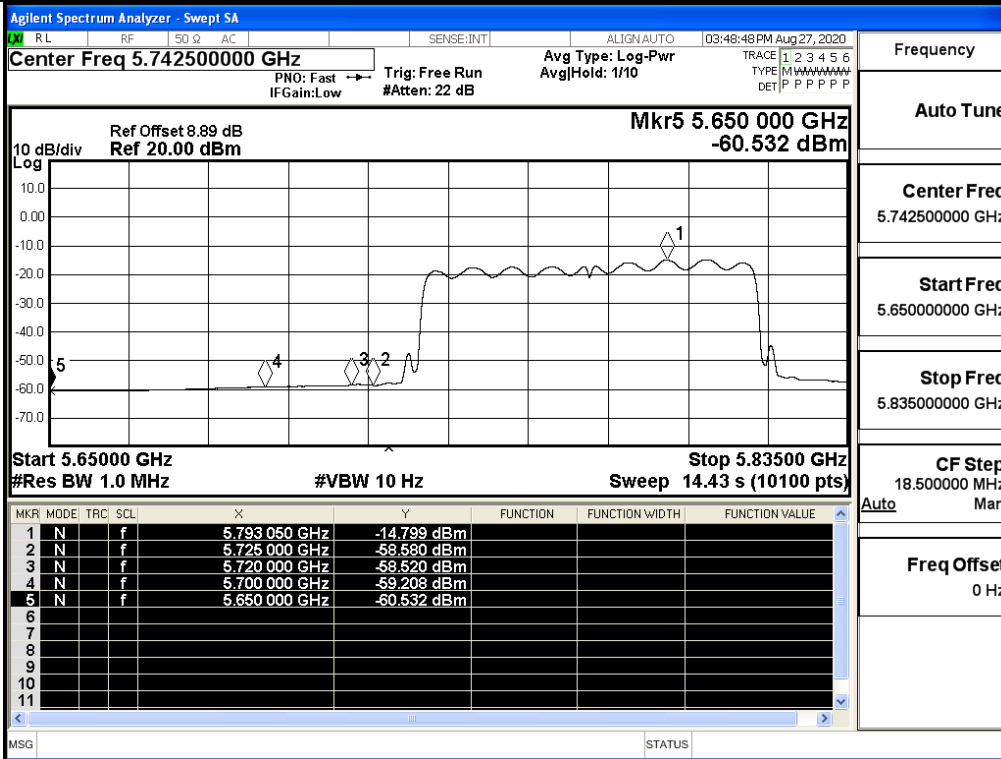 Agilent Spectrum Analyzer - Swept SA
LXI RL RF 50 Ω AC SENSE:INT ALIGN AUTO 03:48:48 PM Aug 27, 2020
Center Freq 5.742500000 GHz Avg Type: Log-Pwr TRACE 1 2 3 4 5 6
PNO: Fast Trig: Free Run Avg|Hold: 1/10 TYPE M WWWWW
IFGain:Low #Atten: 22 dB DET P P P P P P
Mkr5 5.650 000 GHz
Ref Offset 8.89 dB
10 dB/div Ref 20.00 dBm -60.532 dBm
Log
10.0
0.00
-10.0
1
-20.0
-30.0
-40.0
-50.0
5 4 3 2
-60.0
-70.0
Start 5.65000 GHz Stop 5.83500 GHz
#Res BW 1.0 MHz #VBW 10 Hz Sweep 14.43 s (10100 pts)
MKR MODE TRC SCL X Y FUNCTION FUNCTION WIDTH FUNCTION VALUE
1 N f 5.793 050 GHz -14.799 dBm
2 N f 5.725 000 GHz -58.580 dBm
3 N f 5.720 000 GHz -58.520 dBm
4 N f 5.700 000 GHz -59.208 dBm
5 N f 5.650 000 GHz -60.532 dBm
6
7
8
9
10
11
MSG STATUS
Frequency
Auto Tune
Center Freq
5.742500000 GHz
Start Freq
5.650000000 GHz
Stop Freq
5.835000000 GHz
CF Step
18.500000 MHz
Auto Man
Freq Offset
0 Hz